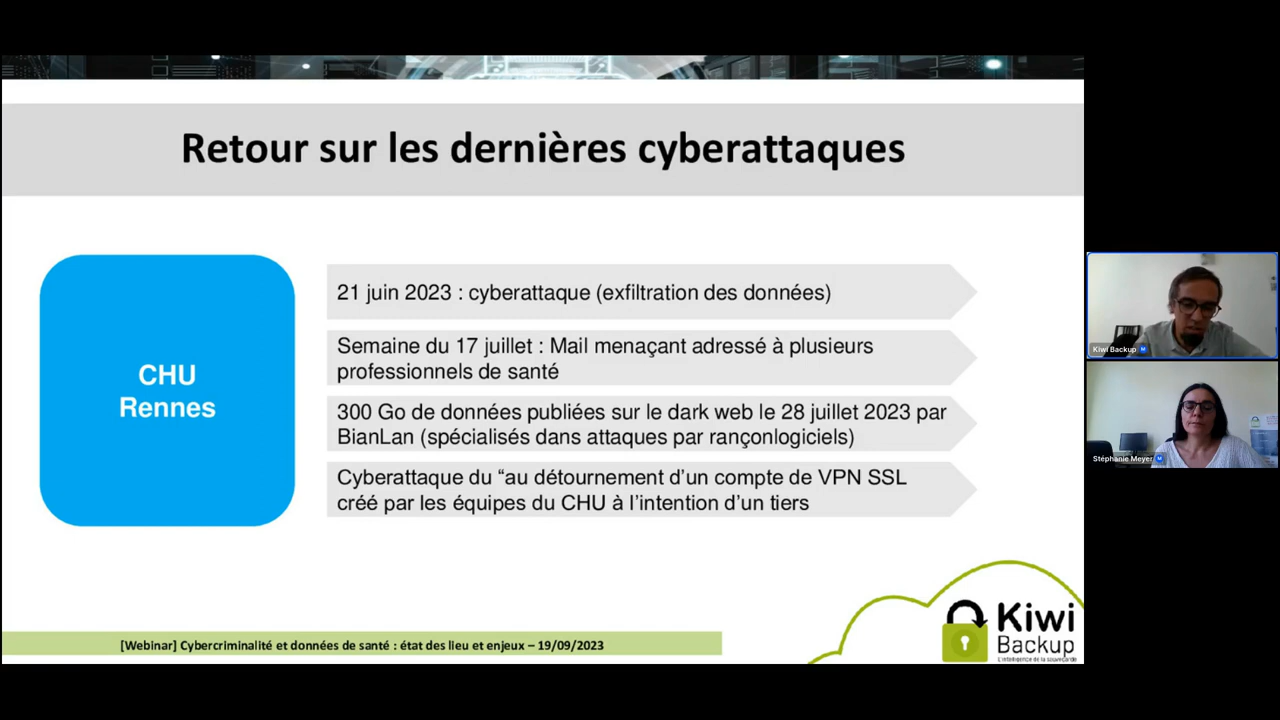 Retour sur les dernières cyberattaques
CHU
Rennes
21 juin 2023 : cyberattaque (exfiltration des données)
Semaine du 17 juillet : Mail menaçant adressé à plusieurs
professionnels de santé
300 Go de données publiées sur le dark web le 28 juillet 2023 par
BianLan (spécialisés dans attaques par rançonlogiciels)
Cyberattaque du “au détournement d’un compte de VPN SSL
créé par les équipes du CHU à l’intention d’un tiers
[Webinar] Cybercriminalité et données de santé : état des lieu et enjeux – 19/09/2023
Kiwi
Backup
L'intelligence de la sauvegarde
Kiwi Backup
Stéphanie Meyer